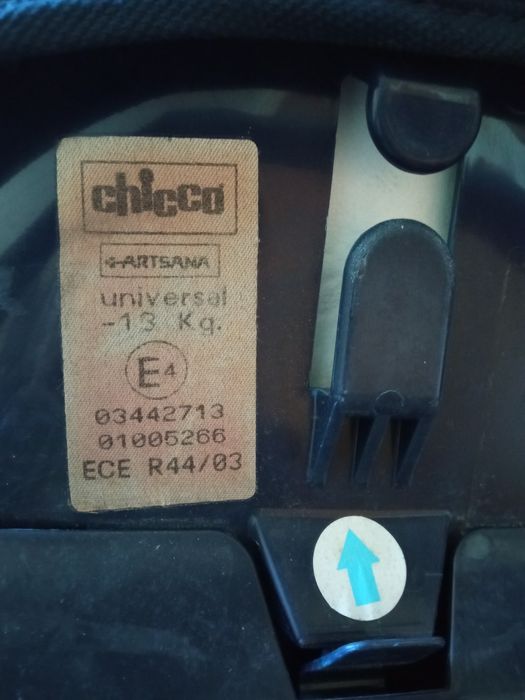 chicco
ARTSANA
universal
-13 Kg.
E4
03442713
01005266
ECE R44/03